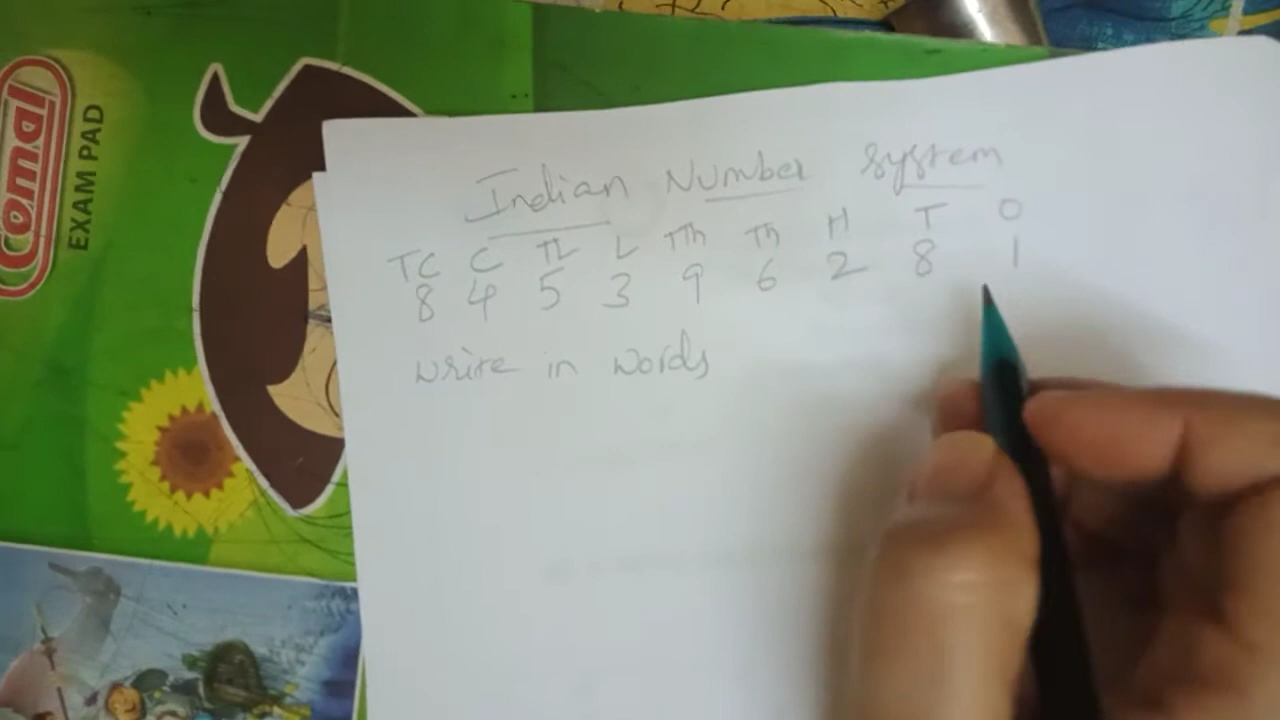 DWO
EXAM PAD
Indian Number System
TC C TL L TTh Th H T O
8 4 5 3 9 6 2 8 1
write in words